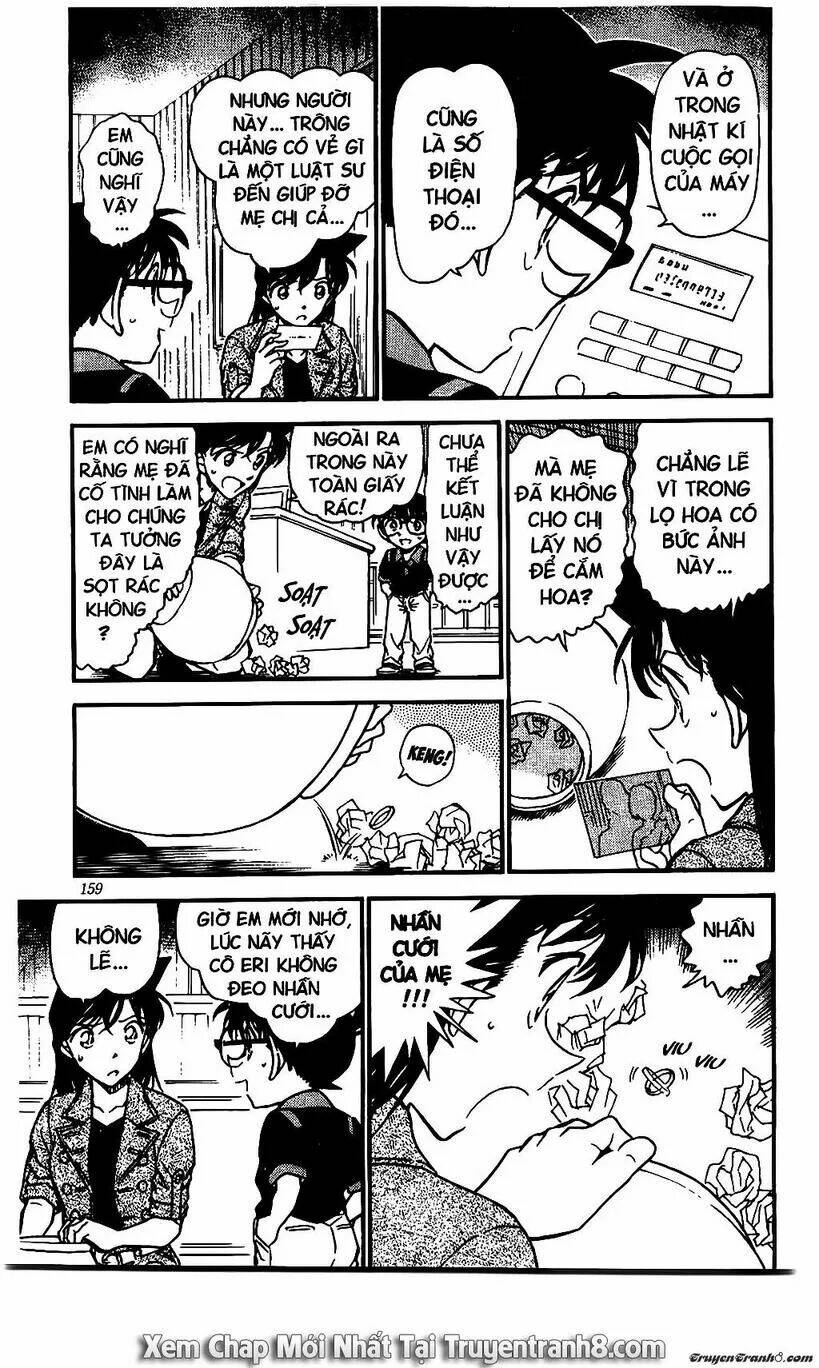 VÀ Ở
TRONG
NHẬT KÍ
CUỘC GỌI
CỦA MÁY
...
CŨNG
LÀ SỐ
ĐIỆN
THOẠI
ĐÓ...
NHƯNG NGƯỜI
NÀY... TRÔNG
CHẲNG CÓ VẺ GÌ
LÀ MỘT LUẬT SƯ
ĐẾN GIÚP ĐỠ
MẸ CHỊ CẢ...
EM
CŨNG
NGHĨ
VẬY
...
CHẲNG LẼ
VÌ TRONG
LỌ HOA CÓ
BỨC ẢNH
NÀY...
MÀ MẸ
ĐÃ KHÔNG
CHO CHỊ
LẤY NÓ
ĐỂ CẮM
HOA?
CHƯA
THỂ
KẾT
LUẬN
NHƯ
VẬY
ĐƯỢC
...
NGOÀI RA
TRONG NÀY
TOÀN GIẤY
RÁC!
SOẠT
SOẠT
EM CÓ NGHĨ
RẰNG MẸ ĐÃ
CỐ TÌNH LÀM
CHO CHÚNG
TA TƯỞNG
ĐÂY LÀ
SỌT RÁC
KHÔNG
?
KENG!
159
NHẪN
...
VIU VIU
NHẪN
CƯỚI
CỦA MẸ
!!!
GIỜ EM MỚI NHỚ,
LÚC NÃY THẤY
CÔ ERI KHÔNG
ĐEO NHẪN
CƯỚI...
KHÔNG
LẼ...
Xem Chap Mới Nhất Tại Truyentranh8.com
TruyenTranh8.com